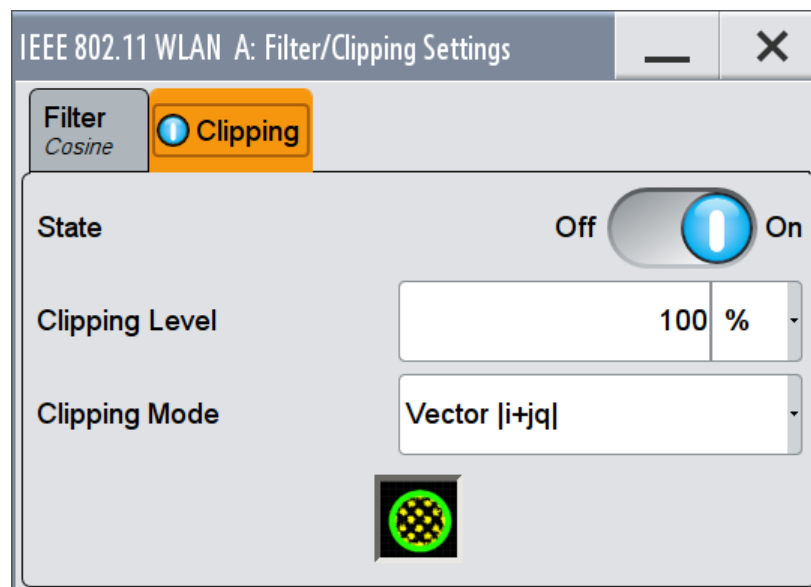 IEEE 802.11 WLAN A: Filter/Clipping Settings
Filter
Cosine
Clipping
State Off On
Clipping Level 100 %
Clipping Mode Vector |i+jq|